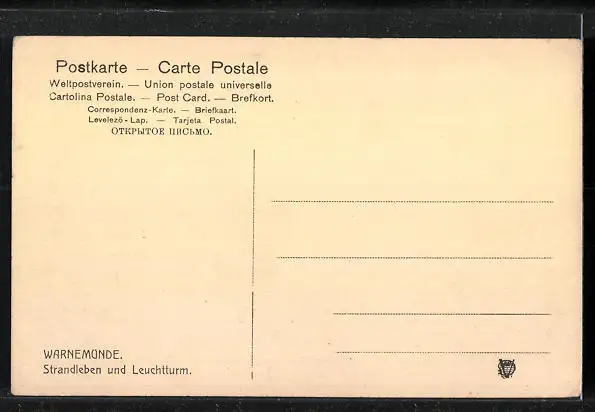 Postkarte — Carte Postale
Weltpostverein. — Union postale universelle
Cartolina Postale. — Post Card. — Brefkort.
Correspondenz-Karte. — Briefkaart.
Levelezö-Lap. — Tarjeta Postal.
ОТКРЫТОЕ ПИСЬМО.
WARNEMÜNDE.
Strandleben und Leuchtturm.